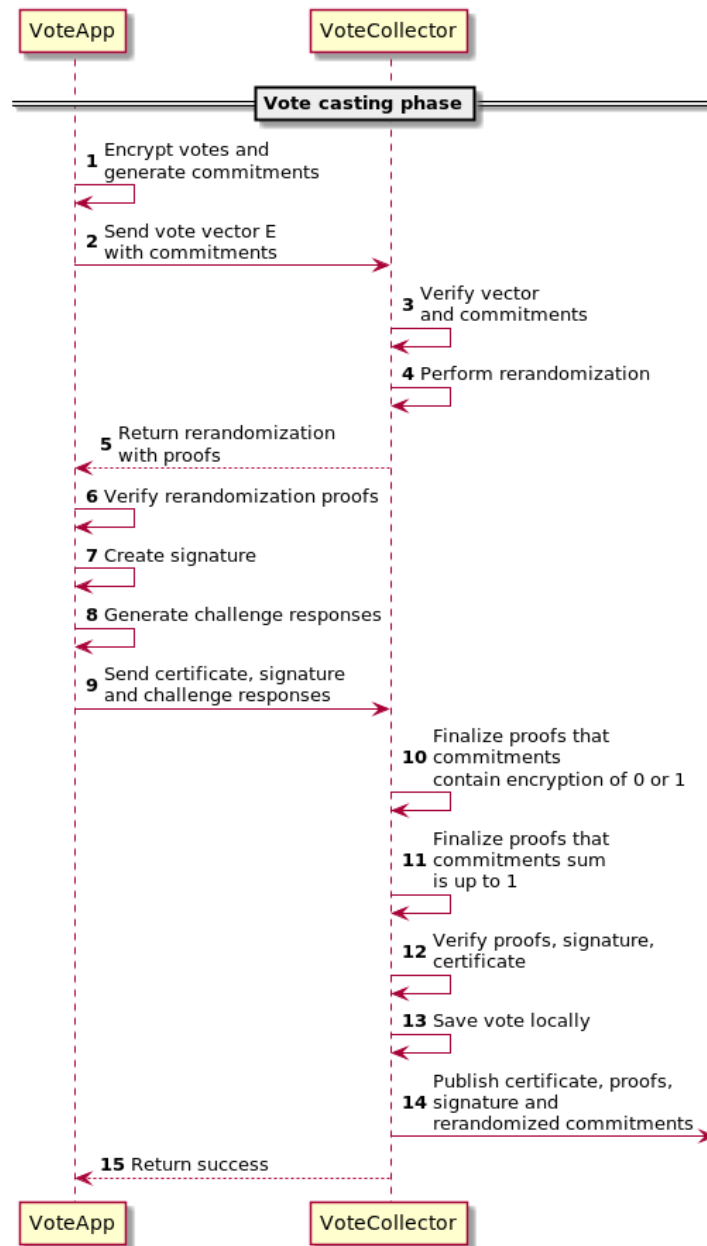 VoteApp
VoteCollector
Vote casting phase
1 Encrypt votes and
generate commitments
2 Send vote vector E
with commitments
3 Verify vector
and commitments
4 Perform rerandomization
5 Return rerandomization
with proofs
6 Verify rerandomization proofs
7 Create signature
8 Generate challenge responses
9 Send certificate, signature
and challenge responses
10 Finalize proofs that
commitments
contain encryption of 0 or 1
11 Finalize proofs that
commitments sum
is up to 1
12 Verify proofs, signature,
certificate
13 Save vote locally
14 Publish certificate, proofs,
signature and
rerandomized commitments
15 Return success
VoteApp
VoteCollector